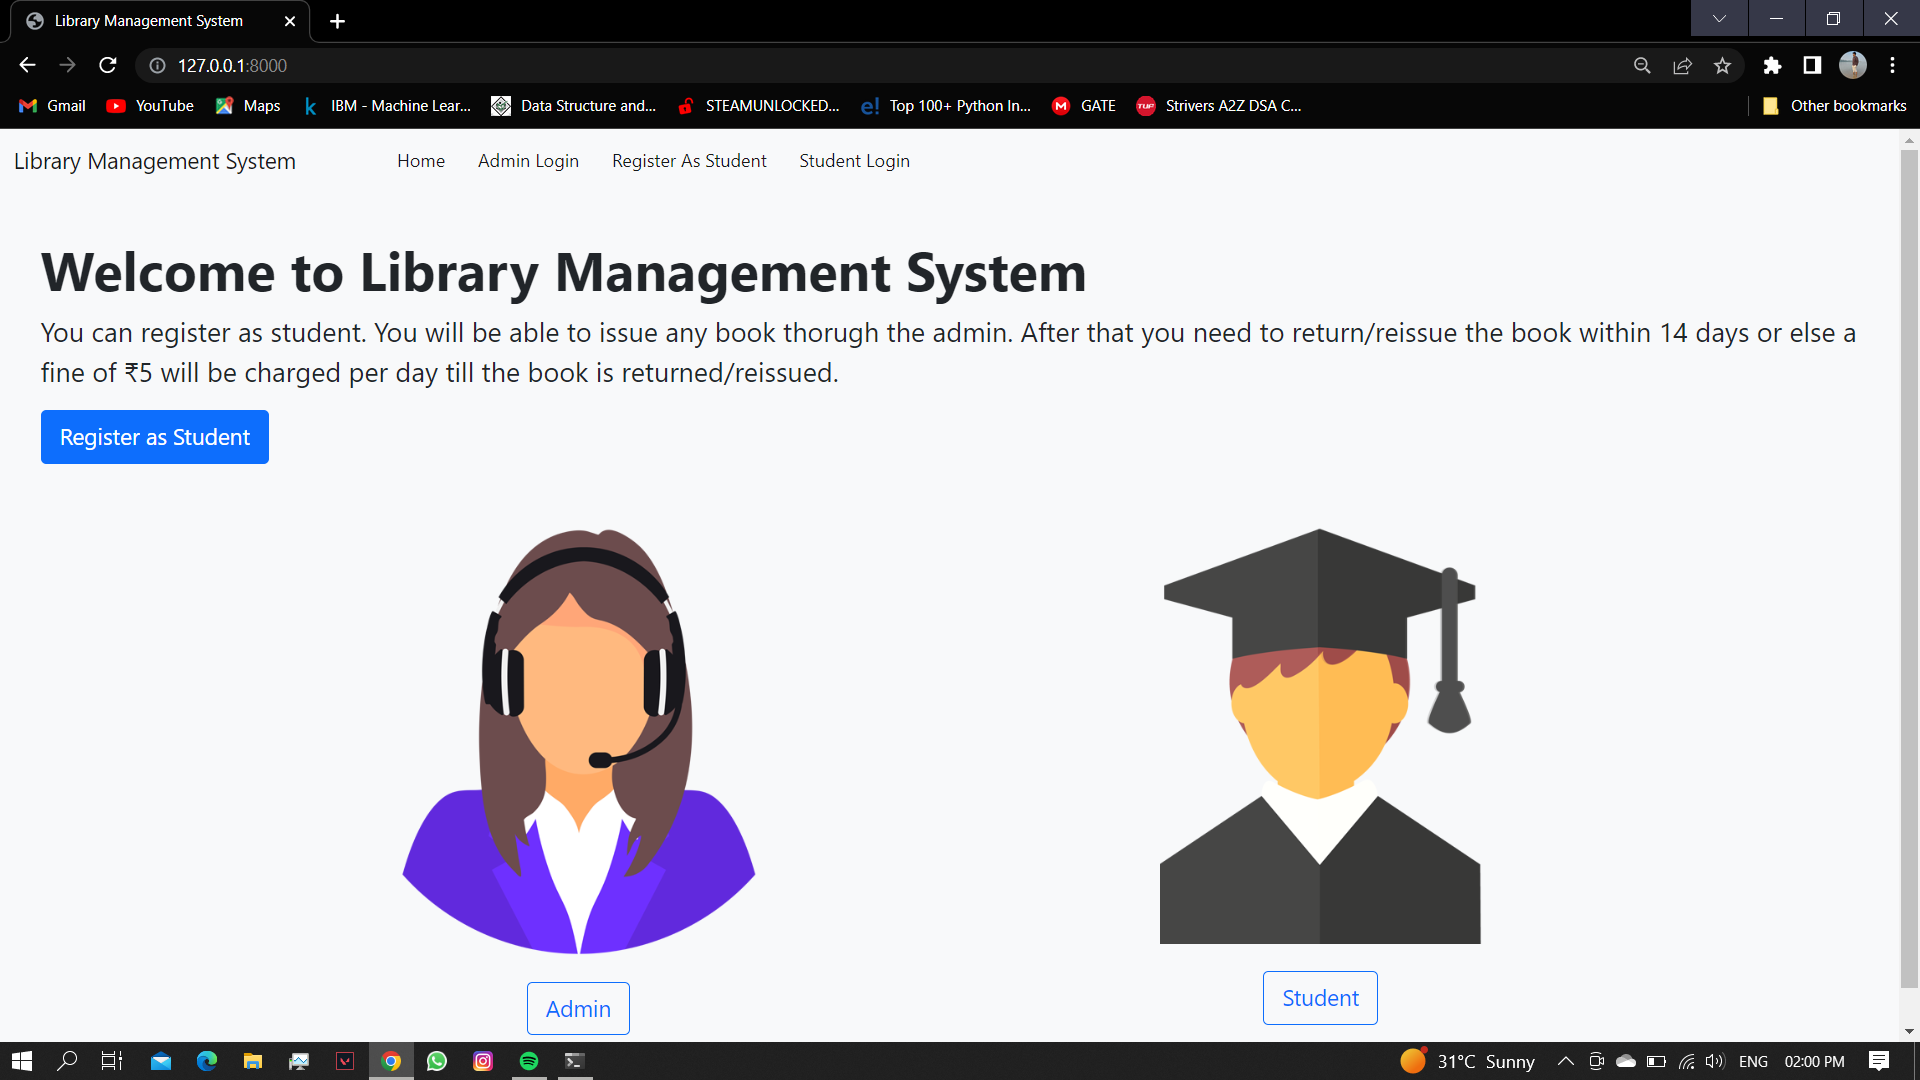 Library Management System
127.0.0.1:8000
Gmail YouTube Maps IBM - Machine Lear... Data Structure and... STEAMUNLOCKED... Top 100+ Python In... GATE Strivers A2Z DSA C... Other bookmarks
Library Management System Home Admin Login Register As Student Student Login
Welcome to Library Management System
You can register as student. You will be able to issue any book thorugh the admin. After that you need to return/reissue the book within 14 days or else a
fine of ₹5 will be charged per day till the book is returned/reissued.
Register as Student
Admin
Student
31°C Sunny ENG 02:00 PM